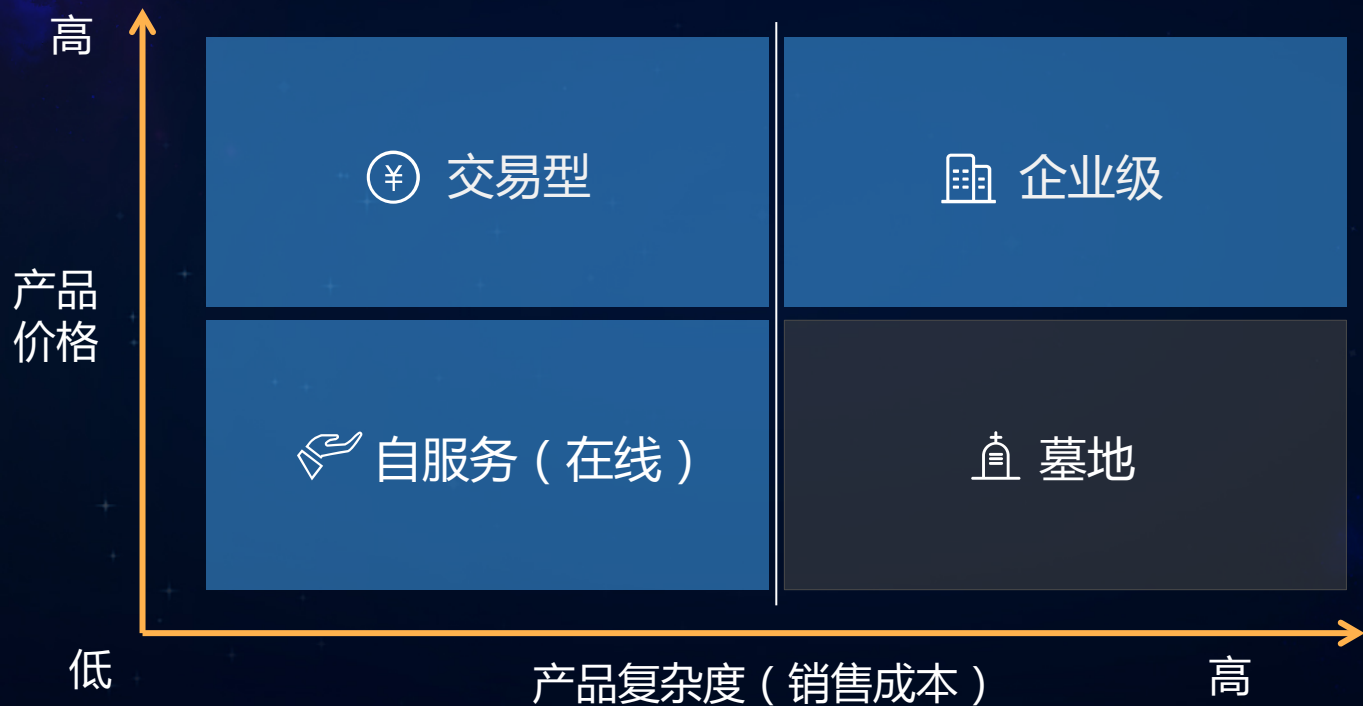 高
交易型
企业级
产品
价格
自服务（在线）
墓地
低
产品复杂度（销售成本）
高